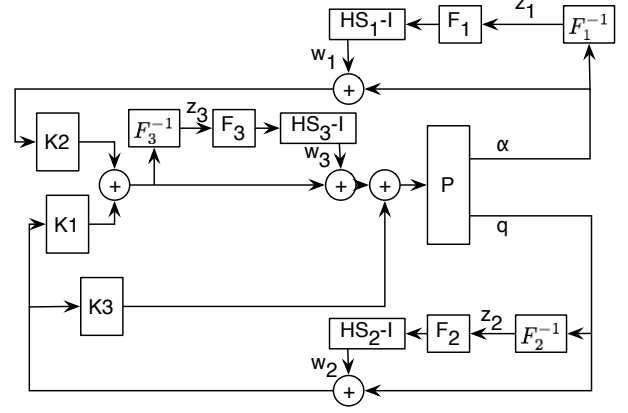 HS₁-I F₁ z₁ F₁⁻¹
w₁
+
K2 F₃⁻¹ z₃ F₃ HS₃-I
w₃
α
+ + + P
K1
q
K3
HS₂-I F₂ z₂ F₂⁻¹
w₂
+